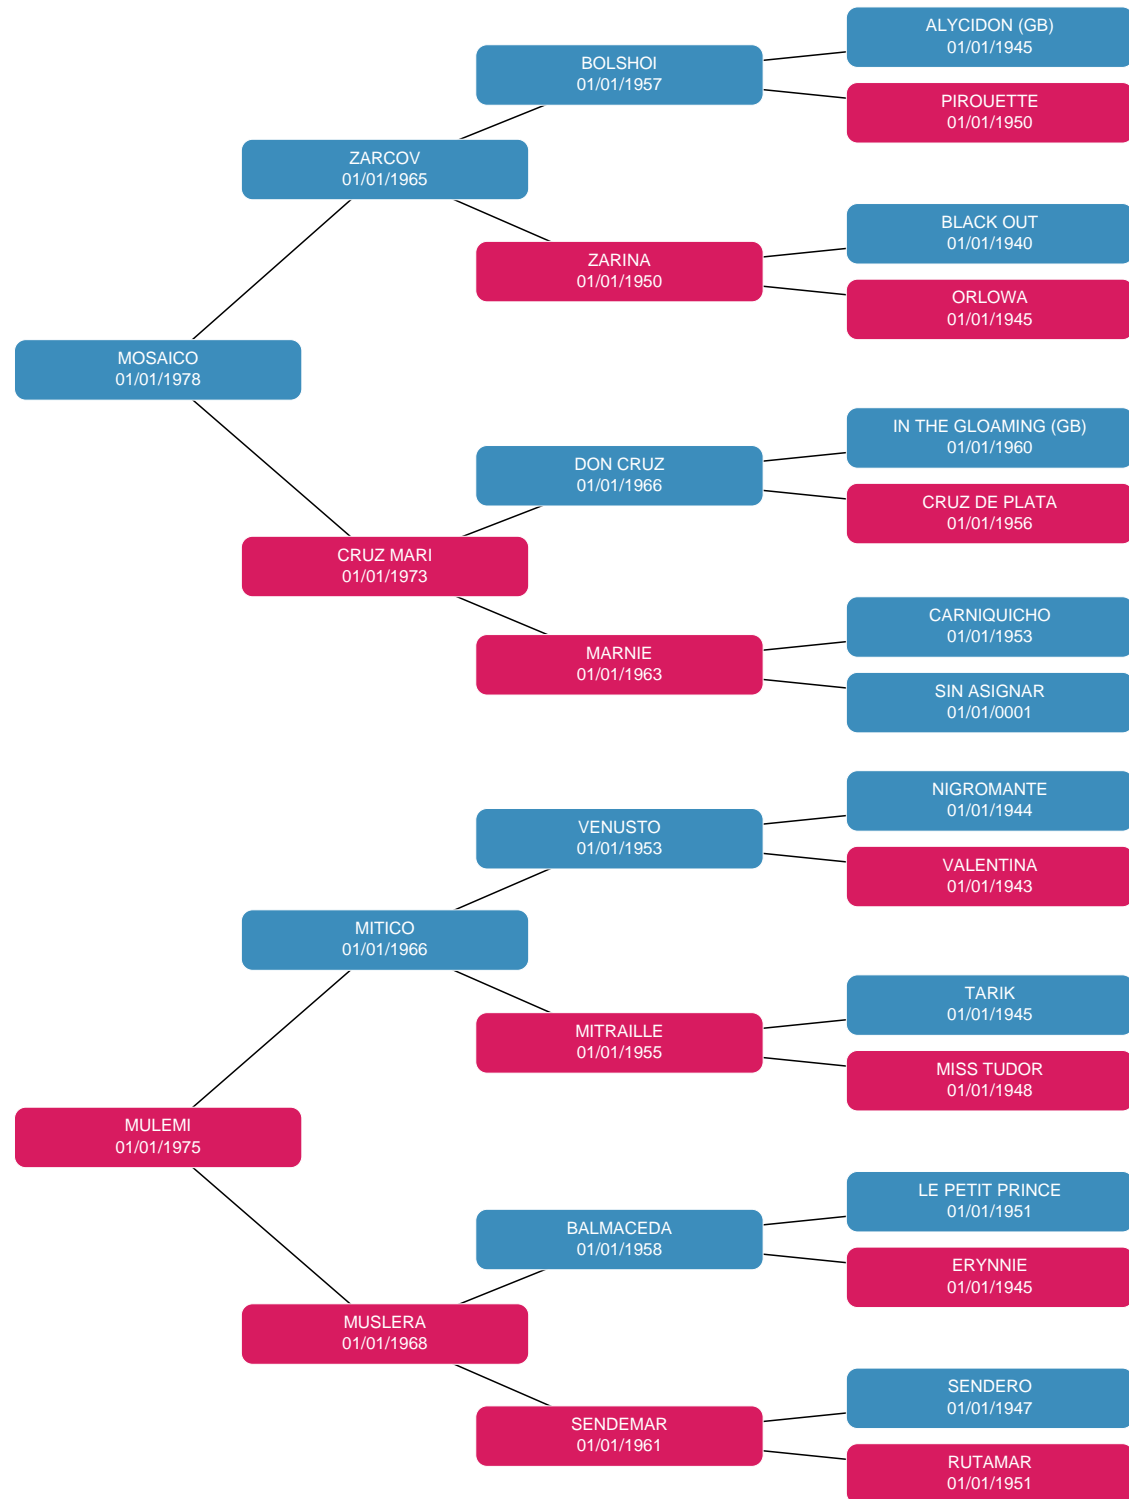 ALYCIDON (GB)
01/01/1945
BOLSHOI
01/01/1957
PIROUETTE
01/01/1950
ZARCOV
01/01/1965
BLACK OUT
01/01/1940
ZARINA
01/01/1950
ORLOWA
01/01/1945
MOSAICO
01/01/1978
IN THE GLOAMING (GB)
01/01/1960
DON CRUZ
01/01/1966
CRUZ DE PLATA
01/01/1956
CRUZ MARI
01/01/1973
CARNIQUICHO
01/01/1953
MARNIE
01/01/1963
SIN ASIGNAR
01/01/0001
NIGROMANTE
01/01/1944
VENUSTO
01/01/1953
VALENTINA
01/01/1943
MITICO
01/01/1966
TARIK
01/01/1945
MITRAILLE
01/01/1955
MISS TUDOR
01/01/1948
MULEMI
01/01/1975
LE PETIT PRINCE
01/01/1951
BALMACEDA
01/01/1958
ERYNNIE
01/01/1945
MUSLERA
01/01/1968
SENDERO
01/01/1947
SENDEMAR
01/01/1961
RUTAMAR
01/01/1951